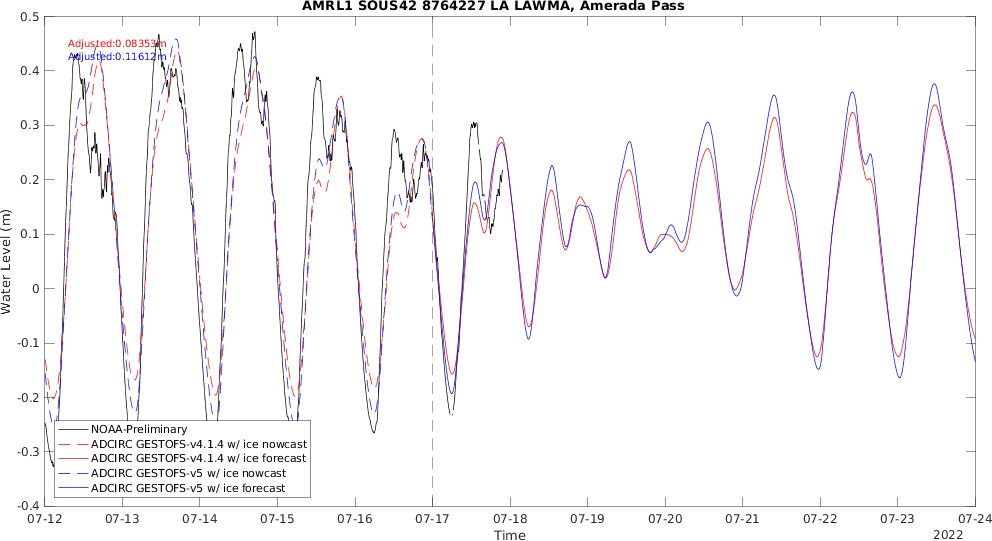 AMRL1 SOUS42 8764227 LA LAWMA, Amerada Pass
0.5
0.4
0.3
0.2
0.1
0
-0.1
-0.2
-0.3
-0.4
Water Level (m)
Adjusted:0.08353m
Adjusted:0.11612m
NOAA-Preliminary
ADCIRC GESTOFS-v4.1.4 w/ ice nowcast
ADCIRC GESTOFS-v4.1.4 w/ ice forecast
ADCIRC GESTOFS-v5 w/ ice nowcast
ADCIRC GESTOFS-v5 w/ ice forecast
07-12 07-13 07-14 07-15 07-16 07-17 07-18 07-19 07-20 07-21 07-22 07-23 07-24
Time
2022